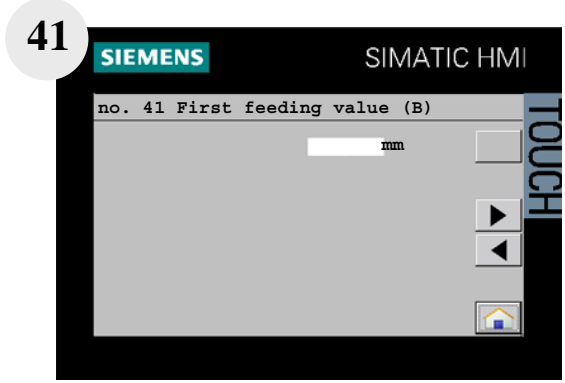 41
SIEMENS
SIMATIC HMI
no. 41 First feeding value (B)
mm
TOUCH